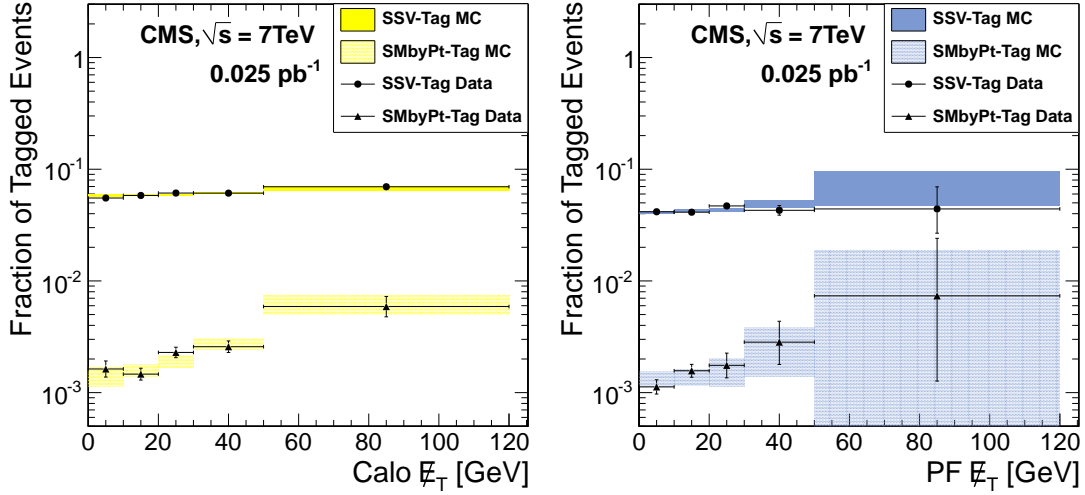 Fraction of Tagged Events
CMS, √s = 7TeV
0.025 pb⁻¹
SSV-Tag MC
SMbyPt-Tag MC
SSV-Tag Data
SMbyPt-Tag Data
1
10⁻¹
10⁻²
10⁻³
0 20 40 60 80 100 120
Calo E̸_T [GeV]
Fraction of Tagged Events
CMS, √s = 7TeV
0.025 pb⁻¹
SSV-Tag MC
SMbyPt-Tag MC
SSV-Tag Data
SMbyPt-Tag Data
1
10⁻¹
10⁻²
10⁻³
0 20 40 60 80 100 120
PF E̸_T [GeV]